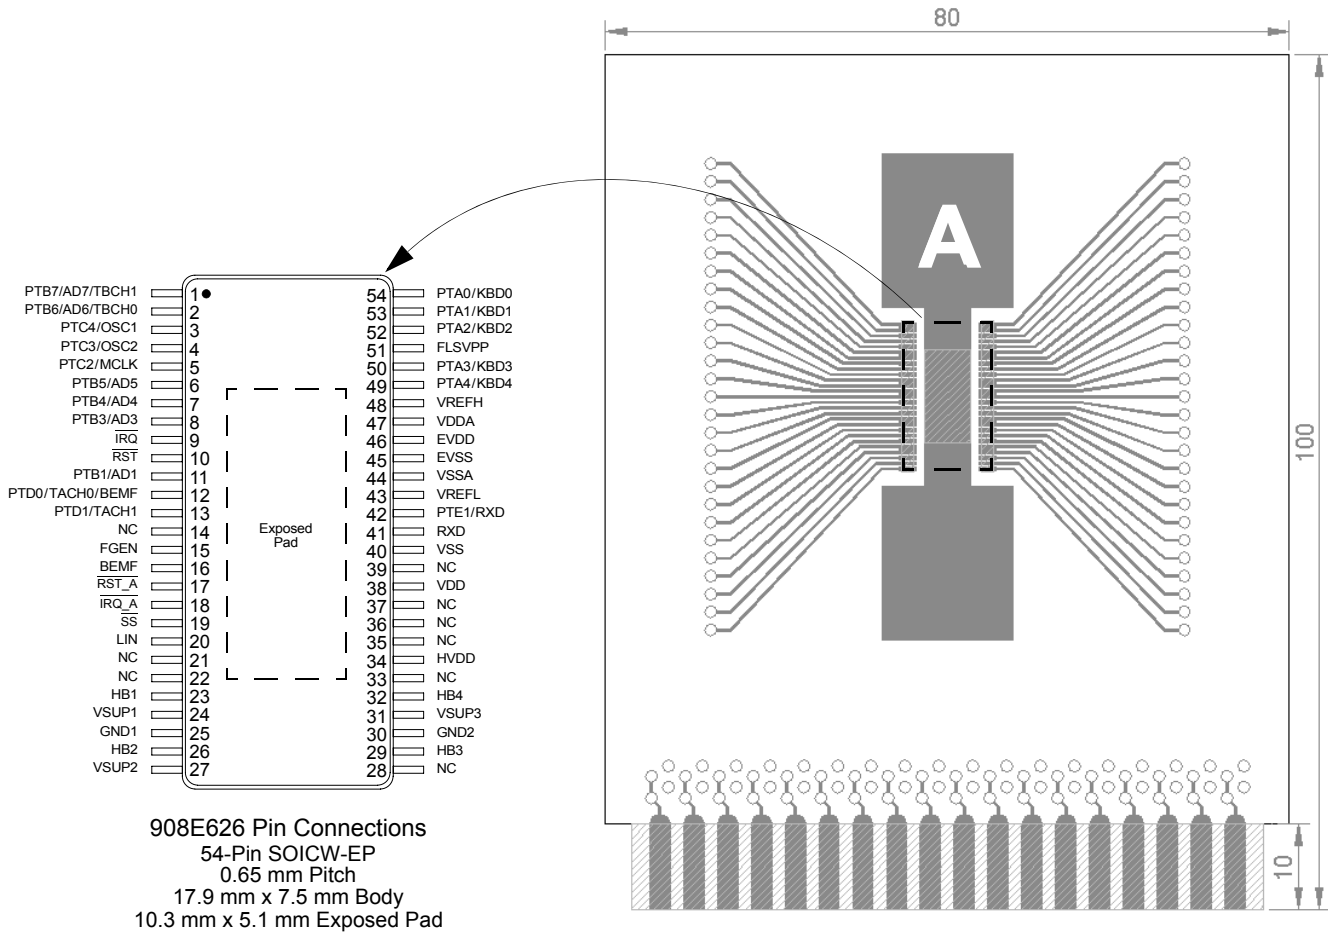 80
A
100
10
PTB7/AD7/TBCH1 1 54 PTA0/KBD0
PTB6/AD6/TBCH0 2 53 PTA1/KBD1
PTC4/OSC1 3 52 PTA2/KBD2
PTC3/OSC2 4 51 FLSVPP
PTC2/MCLK 5 50 PTA3/KBD3
PTB5/AD5 6 49 PTA4/KBD4
PTB4/AD4 7 48 VREFH
PTB3/AD3 8 47 VDDA
IRQ 9 46 EVDD
RST 10 45 EVSS
PTB1/AD1 11 44 VSSA
PTD0/TACH0/BEMF 12 43 VREFL
PTD1/TACH1 13 42 PTE1/RXD
NC 14 41 RXD
FGEN 15 40 VSS
BEMF 16 39 NC
RST_A 17 38 VDD
IRQ_A 18 37 NC
SS 19 36 NC
LIN 20 35 NC
NC 21 34 HVDD
NC 22 33 NC
HB1 23 32 HB4
VSUP1 24 31 VSUP3
GND1 25 30 GND2
HB2 26 29 HB3
VSUP2 27 28 NC
Exposed
Pad
908E626 Pin Connections
54-Pin SOICW-EP
0.65 mm Pitch
17.9 mm x 7.5 mm Body
10.3 mm x 5.1 mm Exposed Pad